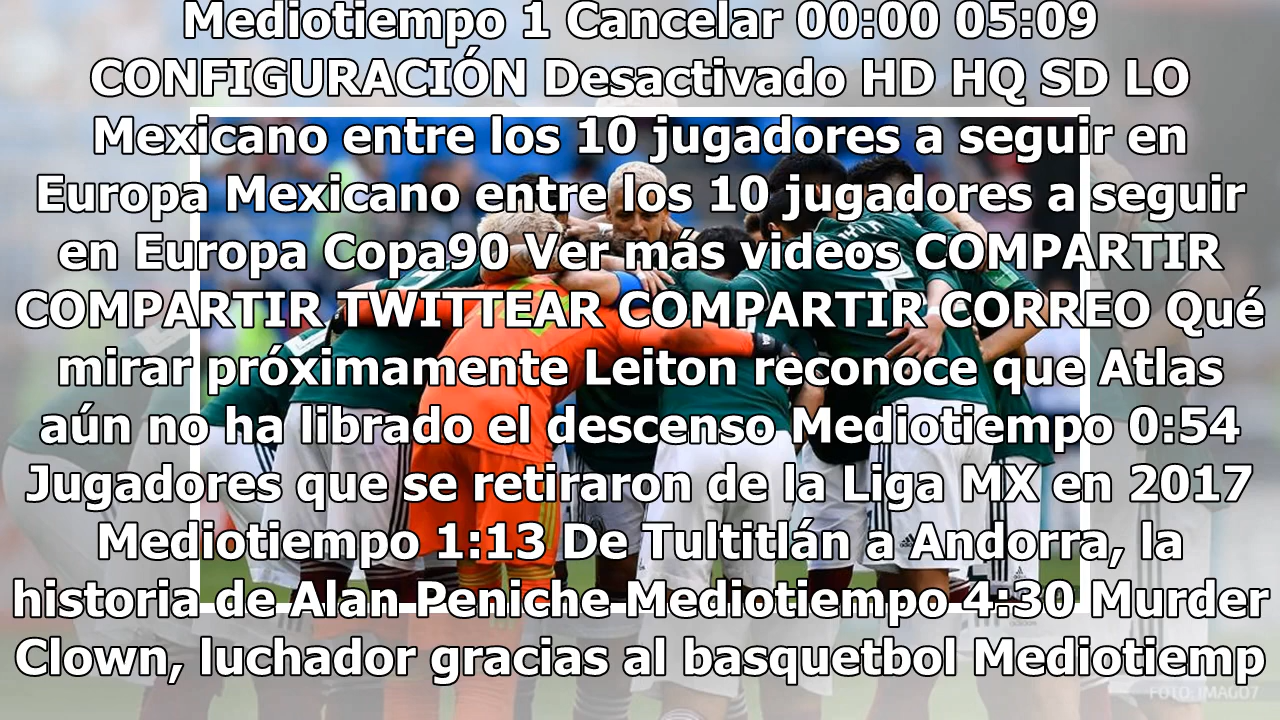 Mediotiempo 1 Cancelar 00:00 05:09
CONFIGURACIÓN Desactivado HD HQ SD LO
Mexicano entre los 10 jugadores a seguir en
Europa Mexicano entre los 10 jugadores a seguir
en Europa Copa90 Ver más videos COMPARTIR
COMPARTIR TWITTEAR COMPARTIR CORREO Qué
mirar próximamente Leiton reconoce que Atlas
aún no ha librado el descenso Mediotiempo 0:54
Jugadores que se retiraron de la Liga MX en 2017
Mediotiempo 1:13 De Tultitlán a Andorra, la
historia de Alan Peniche Mediotiempo 4:30 Murder
Clown, luchador gracias al basquetbol Mediotiemp
FOTO: IMAGO7